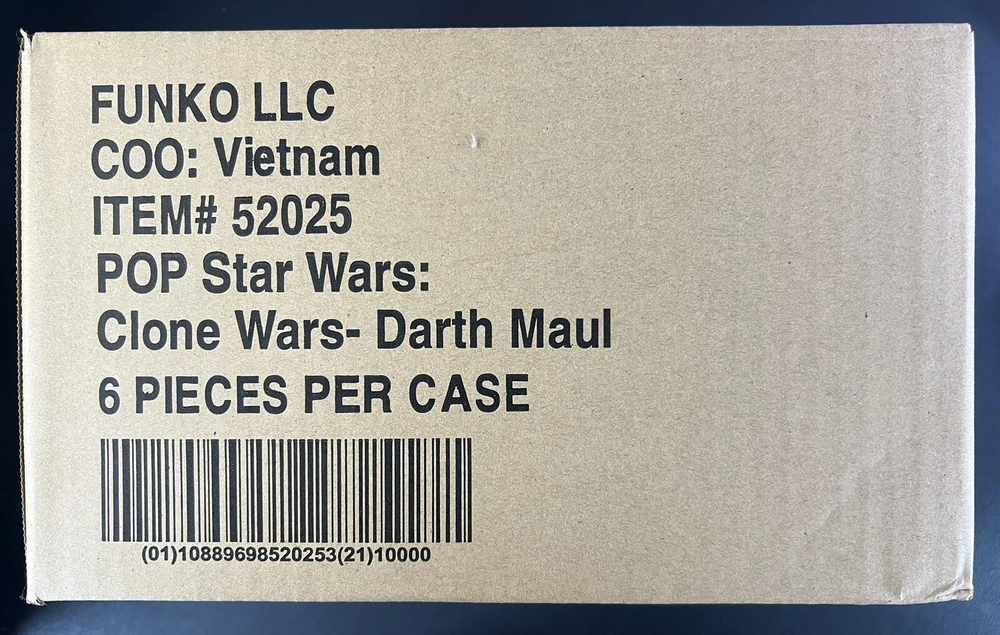 FUNKO LLC
COO: Vietnam
ITEM# 52025
POP Star Wars:
Clone Wars- Darth Maul
6 PIECES PER CASE
(01)10889698520253(21)10000